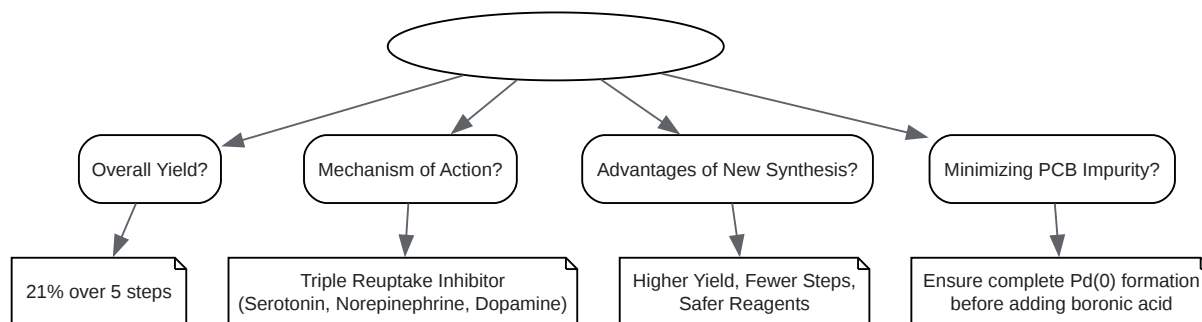 Overall Yield?
Mechanism of Action?
Advantages of New Synthesis?
Minimizing PCB Impurity?
21% over 5 steps
Triple Reuptake Inhibitor
(Serotonin, Norepinephrine, Dopamine)
Higher Yield, Fewer Steps,
Safer Reagents
Ensure complete Pd(0) formation
before adding boronic acid